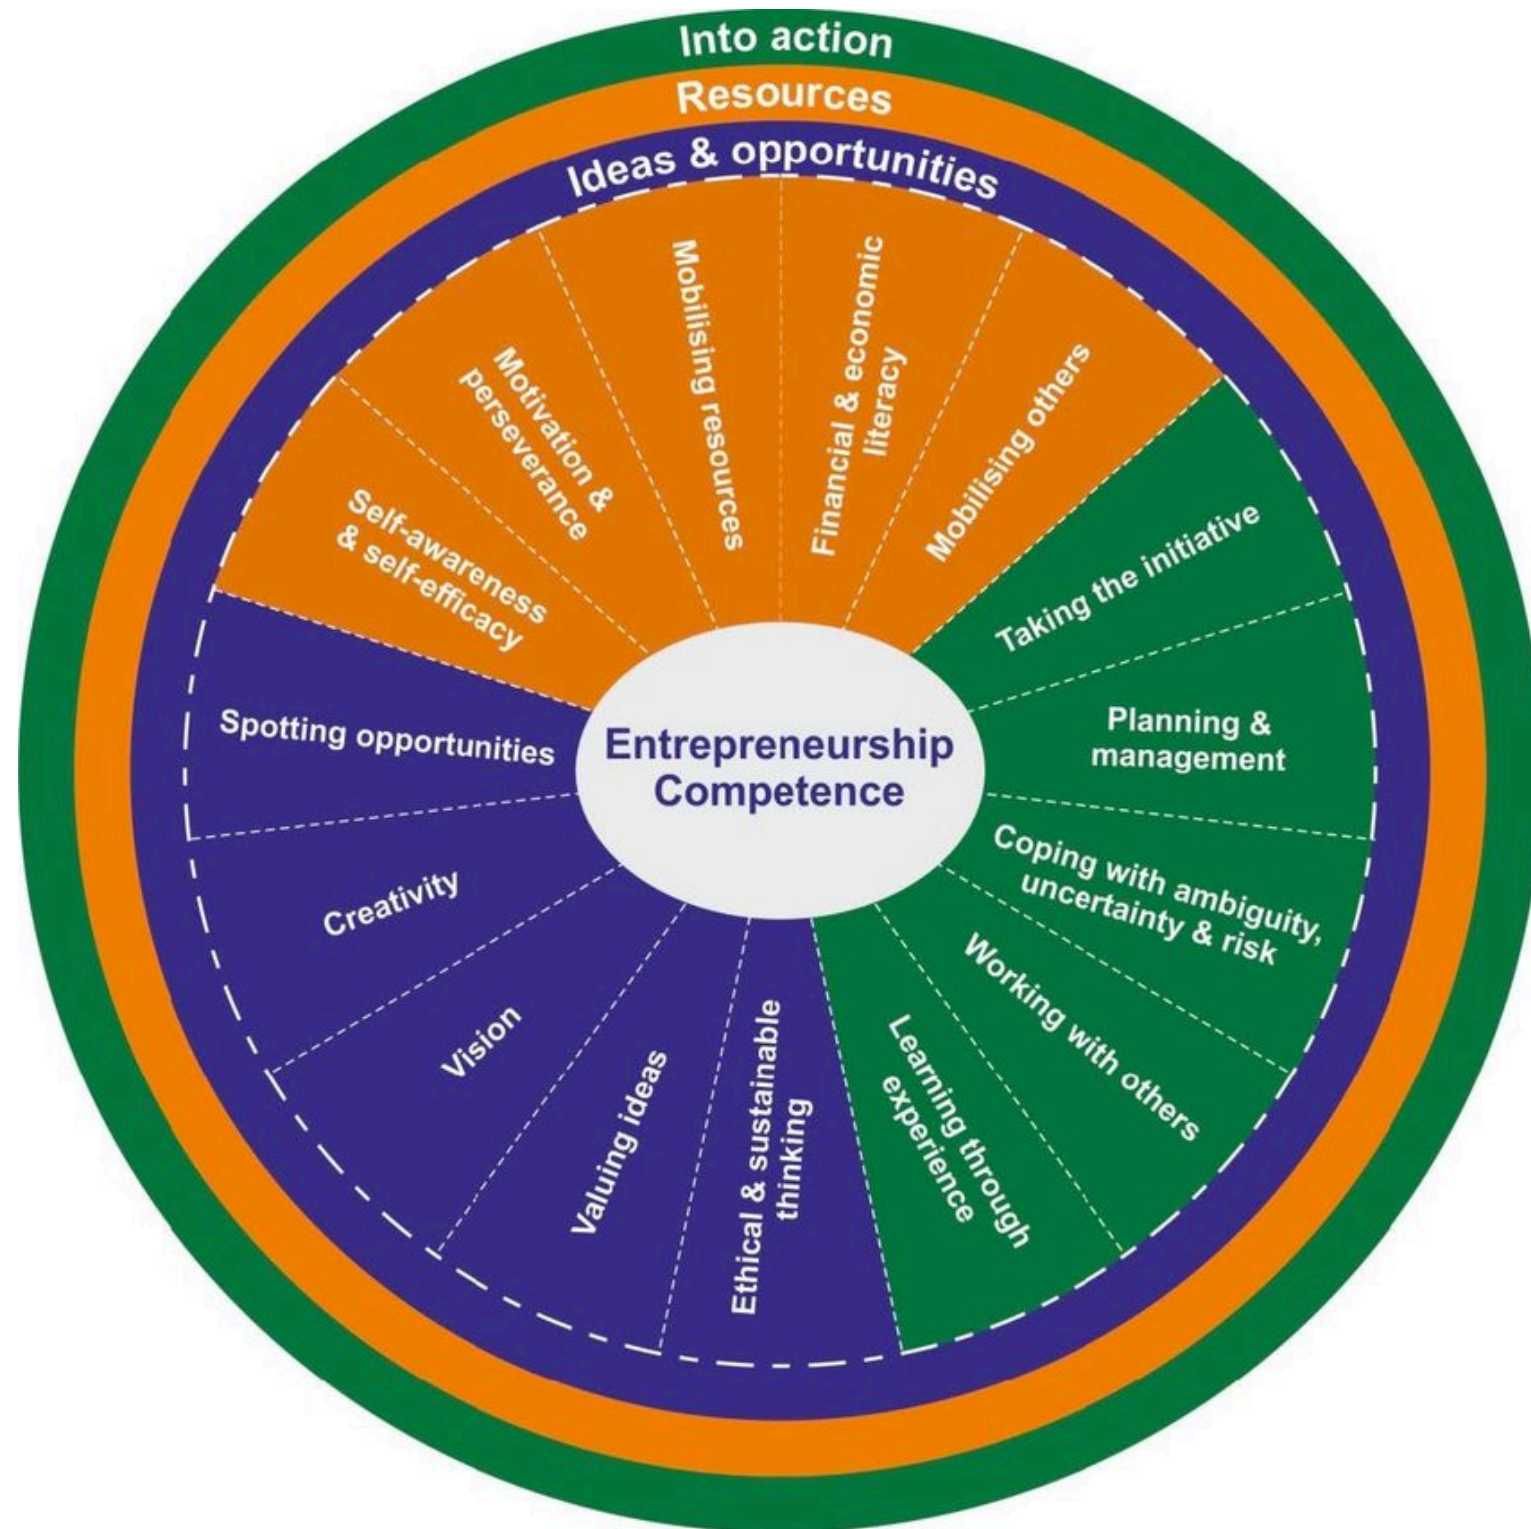 Into action
Resources
Ideas & opportunities
Mobilising resources
Financial & economic
literacy
Mobilising others
Taking the initiative
Planning &
management
Coping with ambiguity,
uncertainty & risk
Working with others
Learning through
experience
Ethical & sustainable
thinking
Valuing ideas
Vision
Creativity
Spotting opportunities
Self-awareness
& self-efficacy
Motivation &
perseverance
Entrepreneurship
Competence